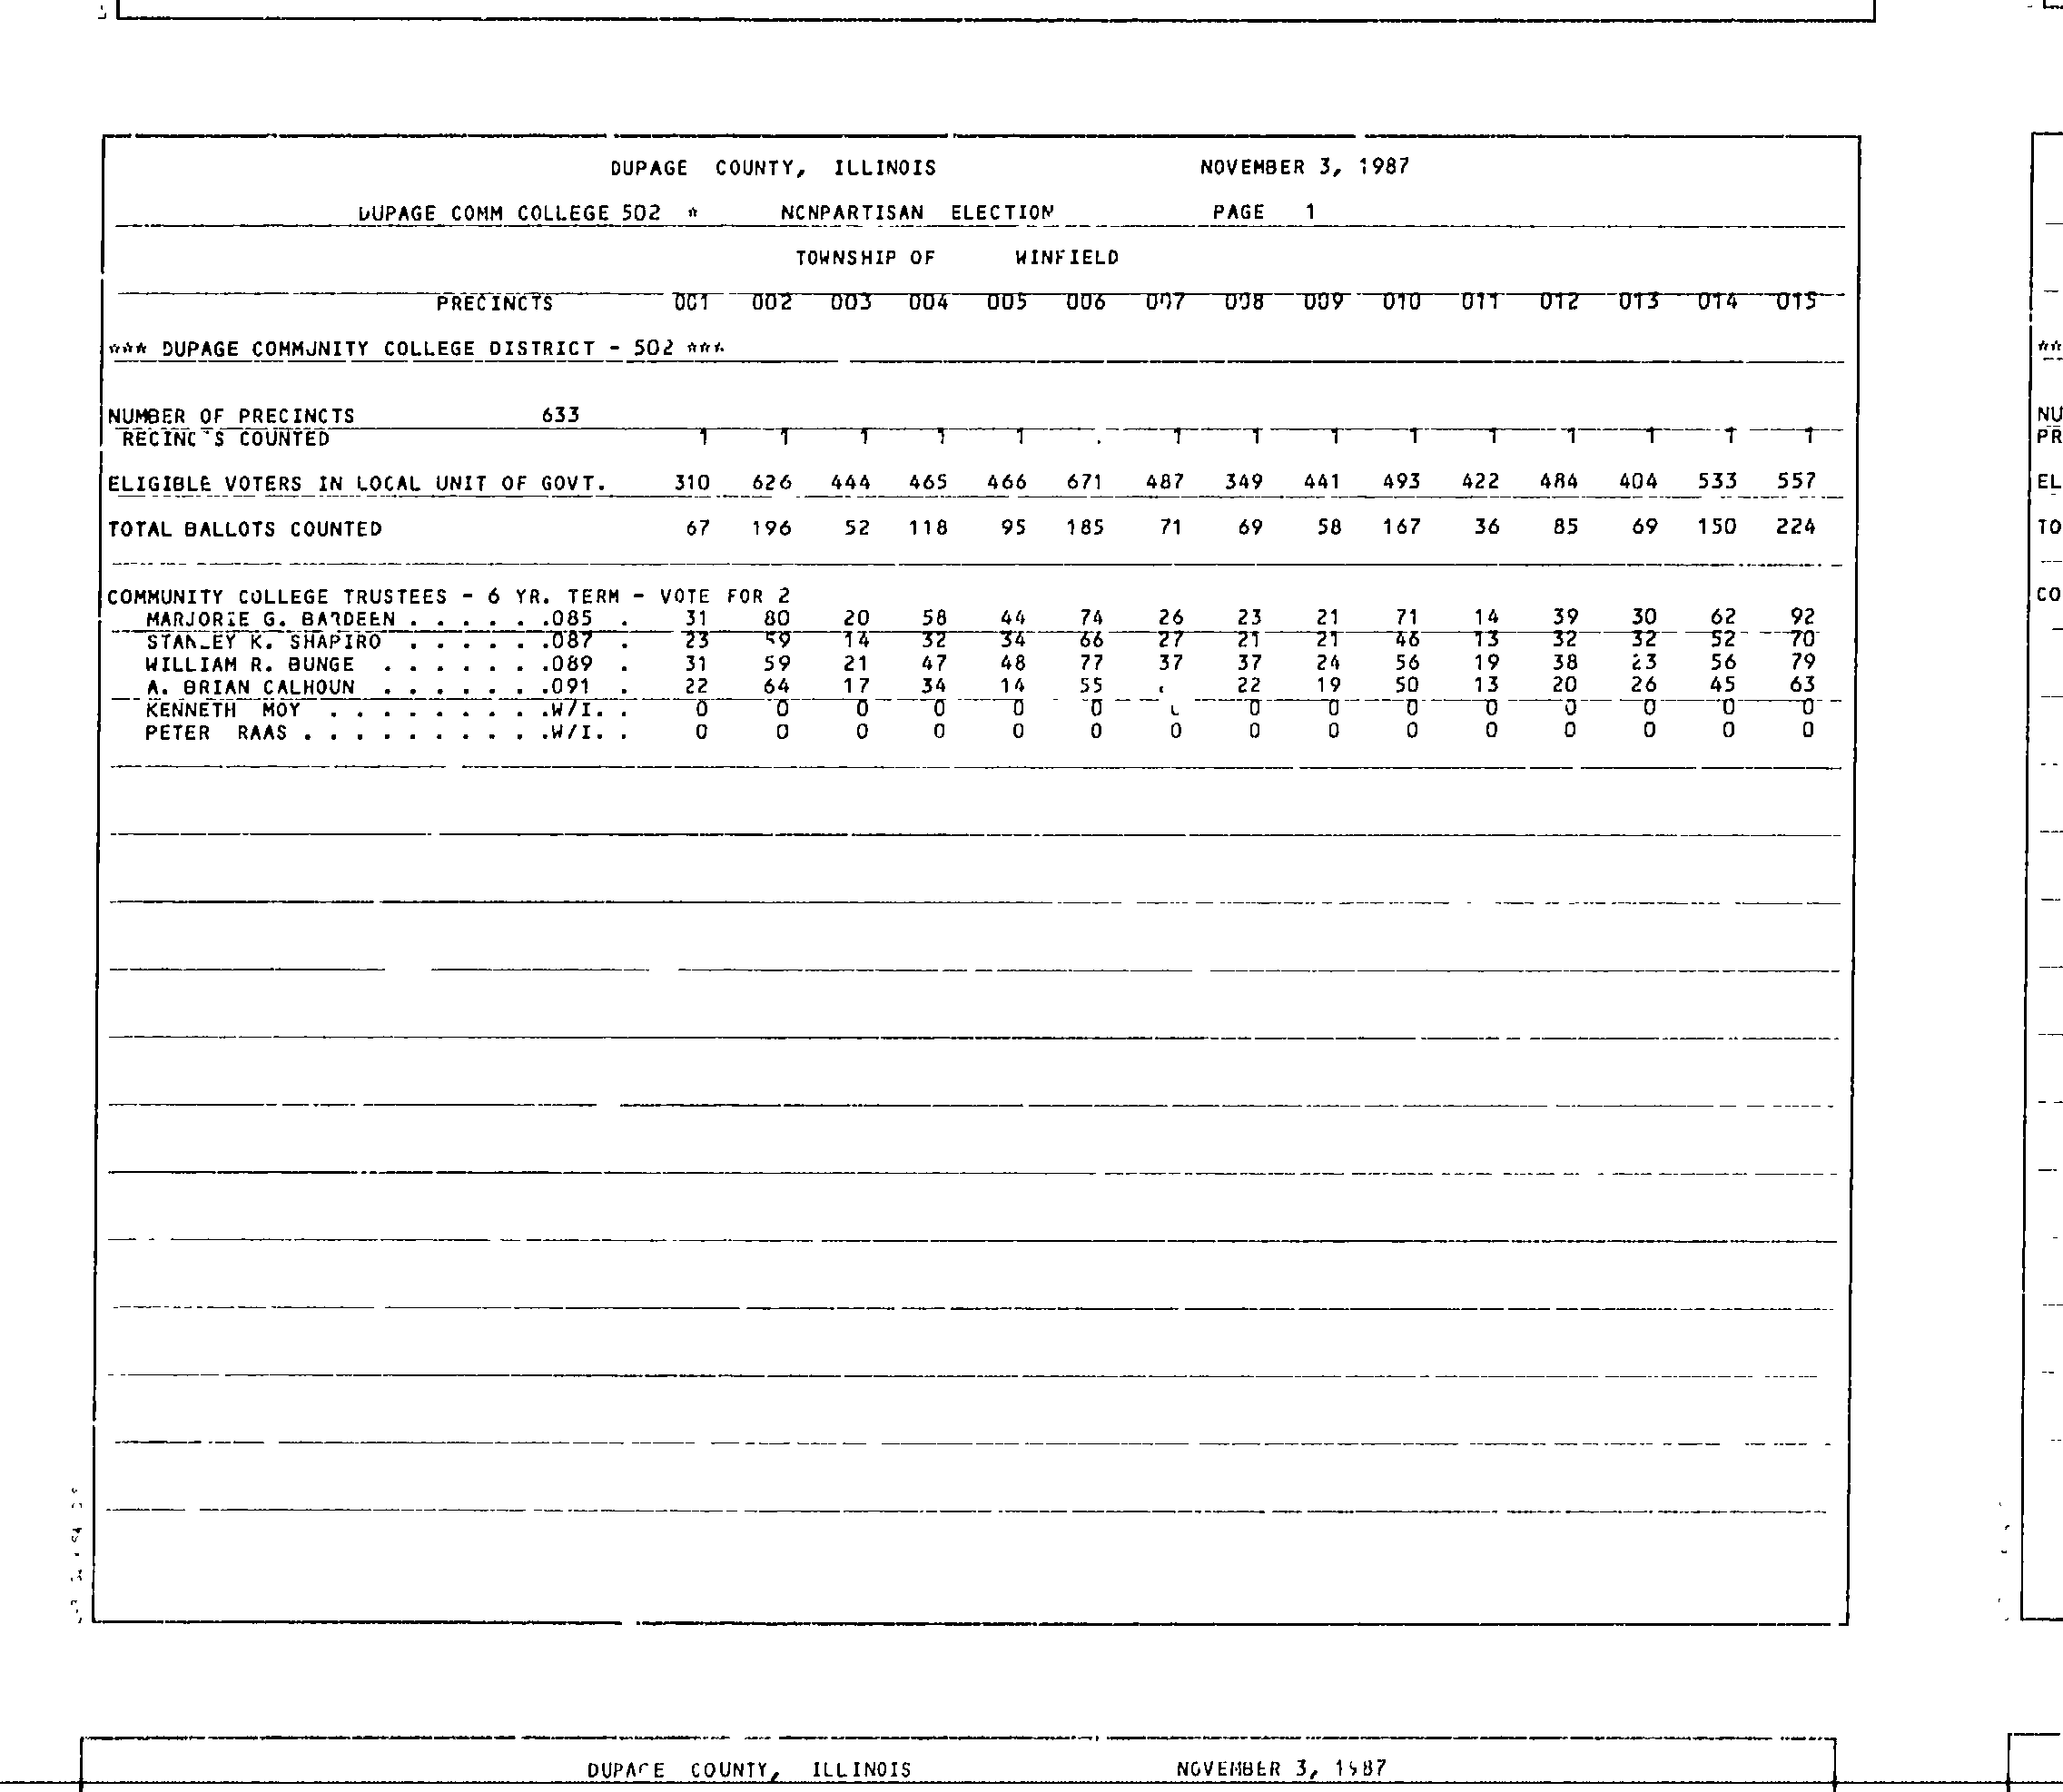 DUPAGE COUNTY, ILLINOIS NOVEMBER 3, 1987
DUPAGE COMM COLLEGE 502 * NCNPARTISAN ELECTION PAGE 1
TOWNSHIP OF WINFIELD
PRECINCTS 001 002 003 004 005 006 007 008 009 010 011 012 013 014 015
*** DUPAGE COMMUNITY COLLEGE DISTRICT - 502 ***
NUMBER OF PRECINCTS 633
RECINCTS COUNTED 1 1 1 1 1 1 1 1 1 1 1 1 1 1
ELIGIBLE VOTERS IN LOCAL UNIT OF GOVT. 310 626 444 465 466 671 487 349 441 493 422 484 404 533 557
TOTAL BALLOTS COUNTED 67 196 52 118 95 185 71 69 58 167 36 85 69 150 224
COMMUNITY COLLEGE TRUSTEES - 6 YR. TERM - VOTE FOR 2
MARJORIE G. BARDEEN . . . . . .085 . 31 80 20 58 44 74 26 23 21 71 14 39 30 62 92
STANLEY K. SHAPIRO . . . . . .087 . 23 59 14 32 34 66 27 21 21 46 13 32 32 52 70
WILLIAM R. BUNGE . . . . . . .089 . 31 59 21 47 48 77 37 37 24 56 19 38 23 56 79
A. BRIAN CALHOUN . . . . . . .091 . 22 64 17 34 14 55 22 19 50 13 20 26 45 63
KENNETH MOY . . . . . . . . .W/I. . 0 0 0 0 0 0 0 0 0 0 0 0 0 0
PETER RAAS . . . . . . . . . .W/I. . 0 0 0 0 0 0 0 0 0 0 0 0 0 0 0
NU
PR
EL
TO
CO
DUPAGE COUNTY, ILLINOIS NOVEMBER 3, 1987